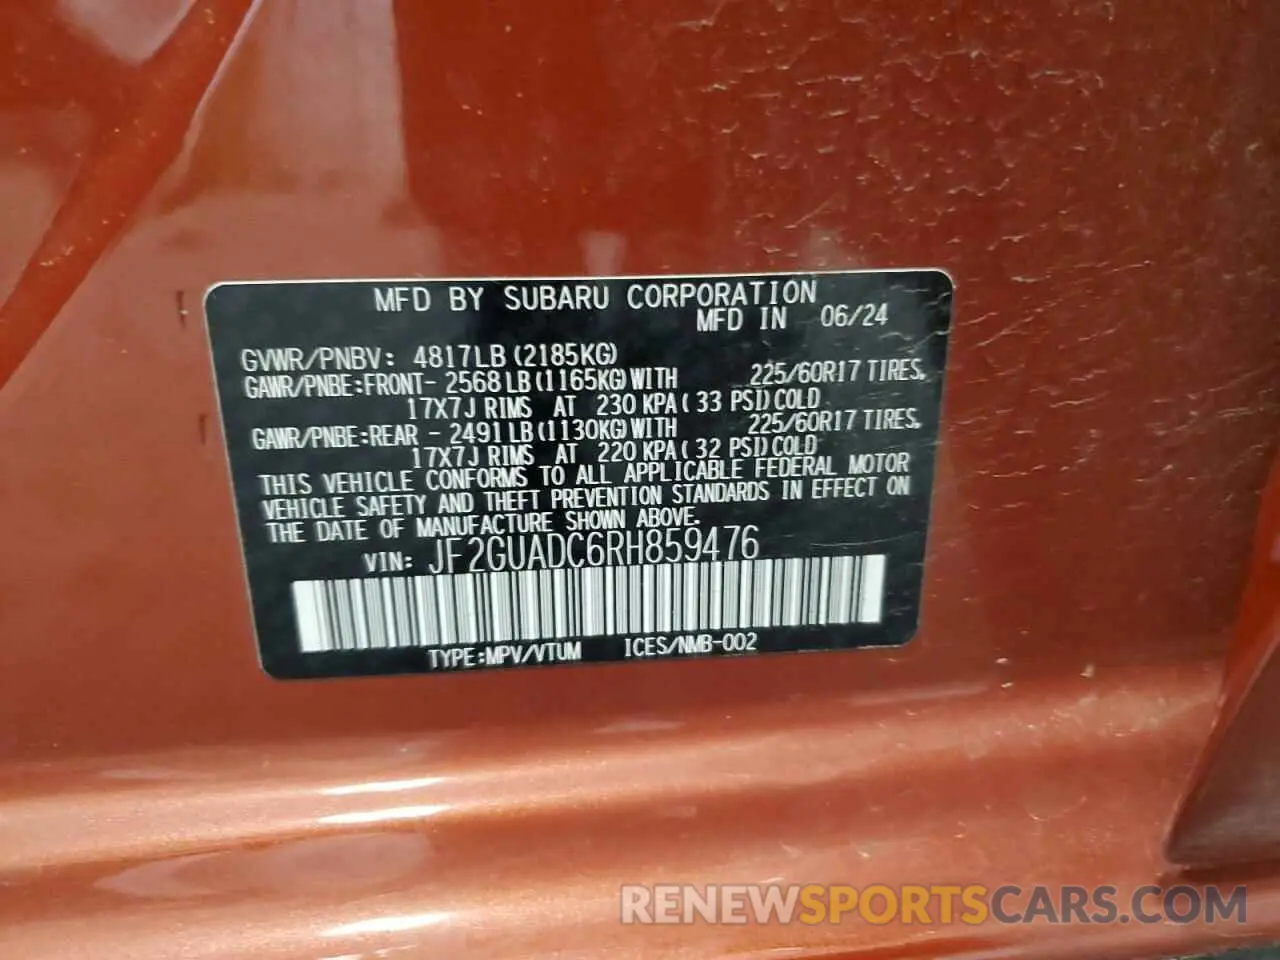 MFD BY SUBARU CORPORATION
MFD IN 06/24
GVWR/PNBV: 4817LB(2185KG)
GAWR/PNBE:FRONT- 2568LB(1165KG)WITH 225/60R17 TIRES,
17X7J RIMS AT 230 KPA( 33 PSI)COLD
GAWR/PNBE:REAR - 2491LB(1130KG)WITH 225/60R17 TIRES,
17X7J RIMS AT 220 KPA( 32 PSI)COLD
THIS VEHICLE CONFORMS TO ALL APPLICABLE FEDERAL MOTOR
VEHICLE SAFETY AND THEFT PREVENTION STANDARDS IN EFFECT ON
THE DATE OF MANUFACTURE SHOWN ABOVE.
VIN: JF2GUADC6RH859476
TYPE:MPV/VTUM ICES/NMB-002
RENEWSPORTSCARS.COM